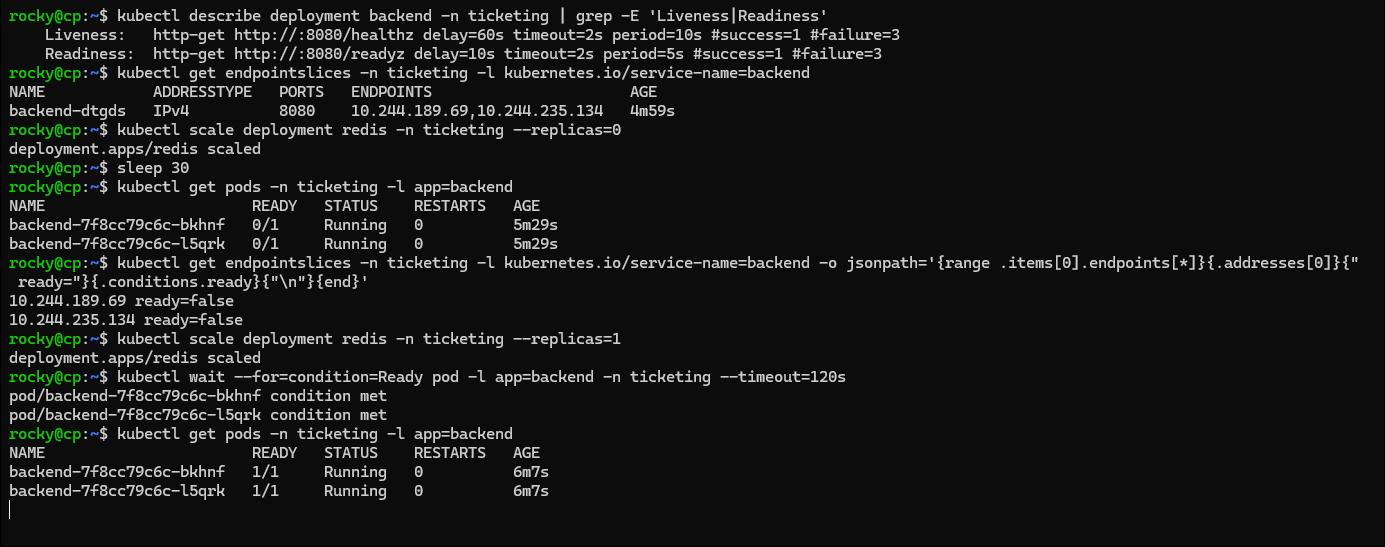 rocky@cp:~$ kubectl describe deployment backend -n ticketing | grep -E 'Liveness|Readiness'
    Liveness:   http-get http://:8080/healthz delay=60s timeout=2s period=10s #success=1 #failure=3
    Readiness:  http-get http://:8080/readyz delay=10s timeout=2s period=5s #success=1 #failure=3
rocky@cp:~$ kubectl get endpointslices -n ticketing -l kubernetes.io/service-name=backend
NAME            ADDRESSTYPE   PORTS   ENDPOINTS                      AGE
backend-dtgds   IPv4          8080    10.244.189.69,10.244.235.134   4m59s
rocky@cp:~$ kubectl scale deployment redis -n ticketing --replicas=0
deployment.apps/redis scaled
rocky@cp:~$ sleep 30
rocky@cp:~$ kubectl get pods -n ticketing -l app=backend
NAME                       READY   STATUS    RESTARTS   AGE
backend-7f8cc79c6c-bkhnf   0/1     Running   0          5m29s
backend-7f8cc79c6c-l5qrk   0/1     Running   0          5m29s
rocky@cp:~$ kubectl get endpointslices -n ticketing -l kubernetes.io/service-name=backend -o jsonpath='{range .items[0].endpoints[*]}{.addresses[0]}{"
 ready="}{.conditions.ready}{"\n"}{end}'
10.244.189.69 ready=false
10.244.235.134 ready=false
rocky@cp:~$ kubectl scale deployment redis -n ticketing --replicas=1
deployment.apps/redis scaled
rocky@cp:~$ kubectl wait --for=condition=Ready pod -l app=backend -n ticketing --timeout=120s
pod/backend-7f8cc79c6c-bkhnf condition met
pod/backend-7f8cc79c6c-l5qrk condition met
rocky@cp:~$ kubectl get pods -n ticketing -l app=backend
NAME                       READY   STATUS    RESTARTS   AGE
backend-7f8cc79c6c-bkhnf   1/1     Running   0          6m7s
backend-7f8cc79c6c-l5qrk   1/1     Running   0          6m7s